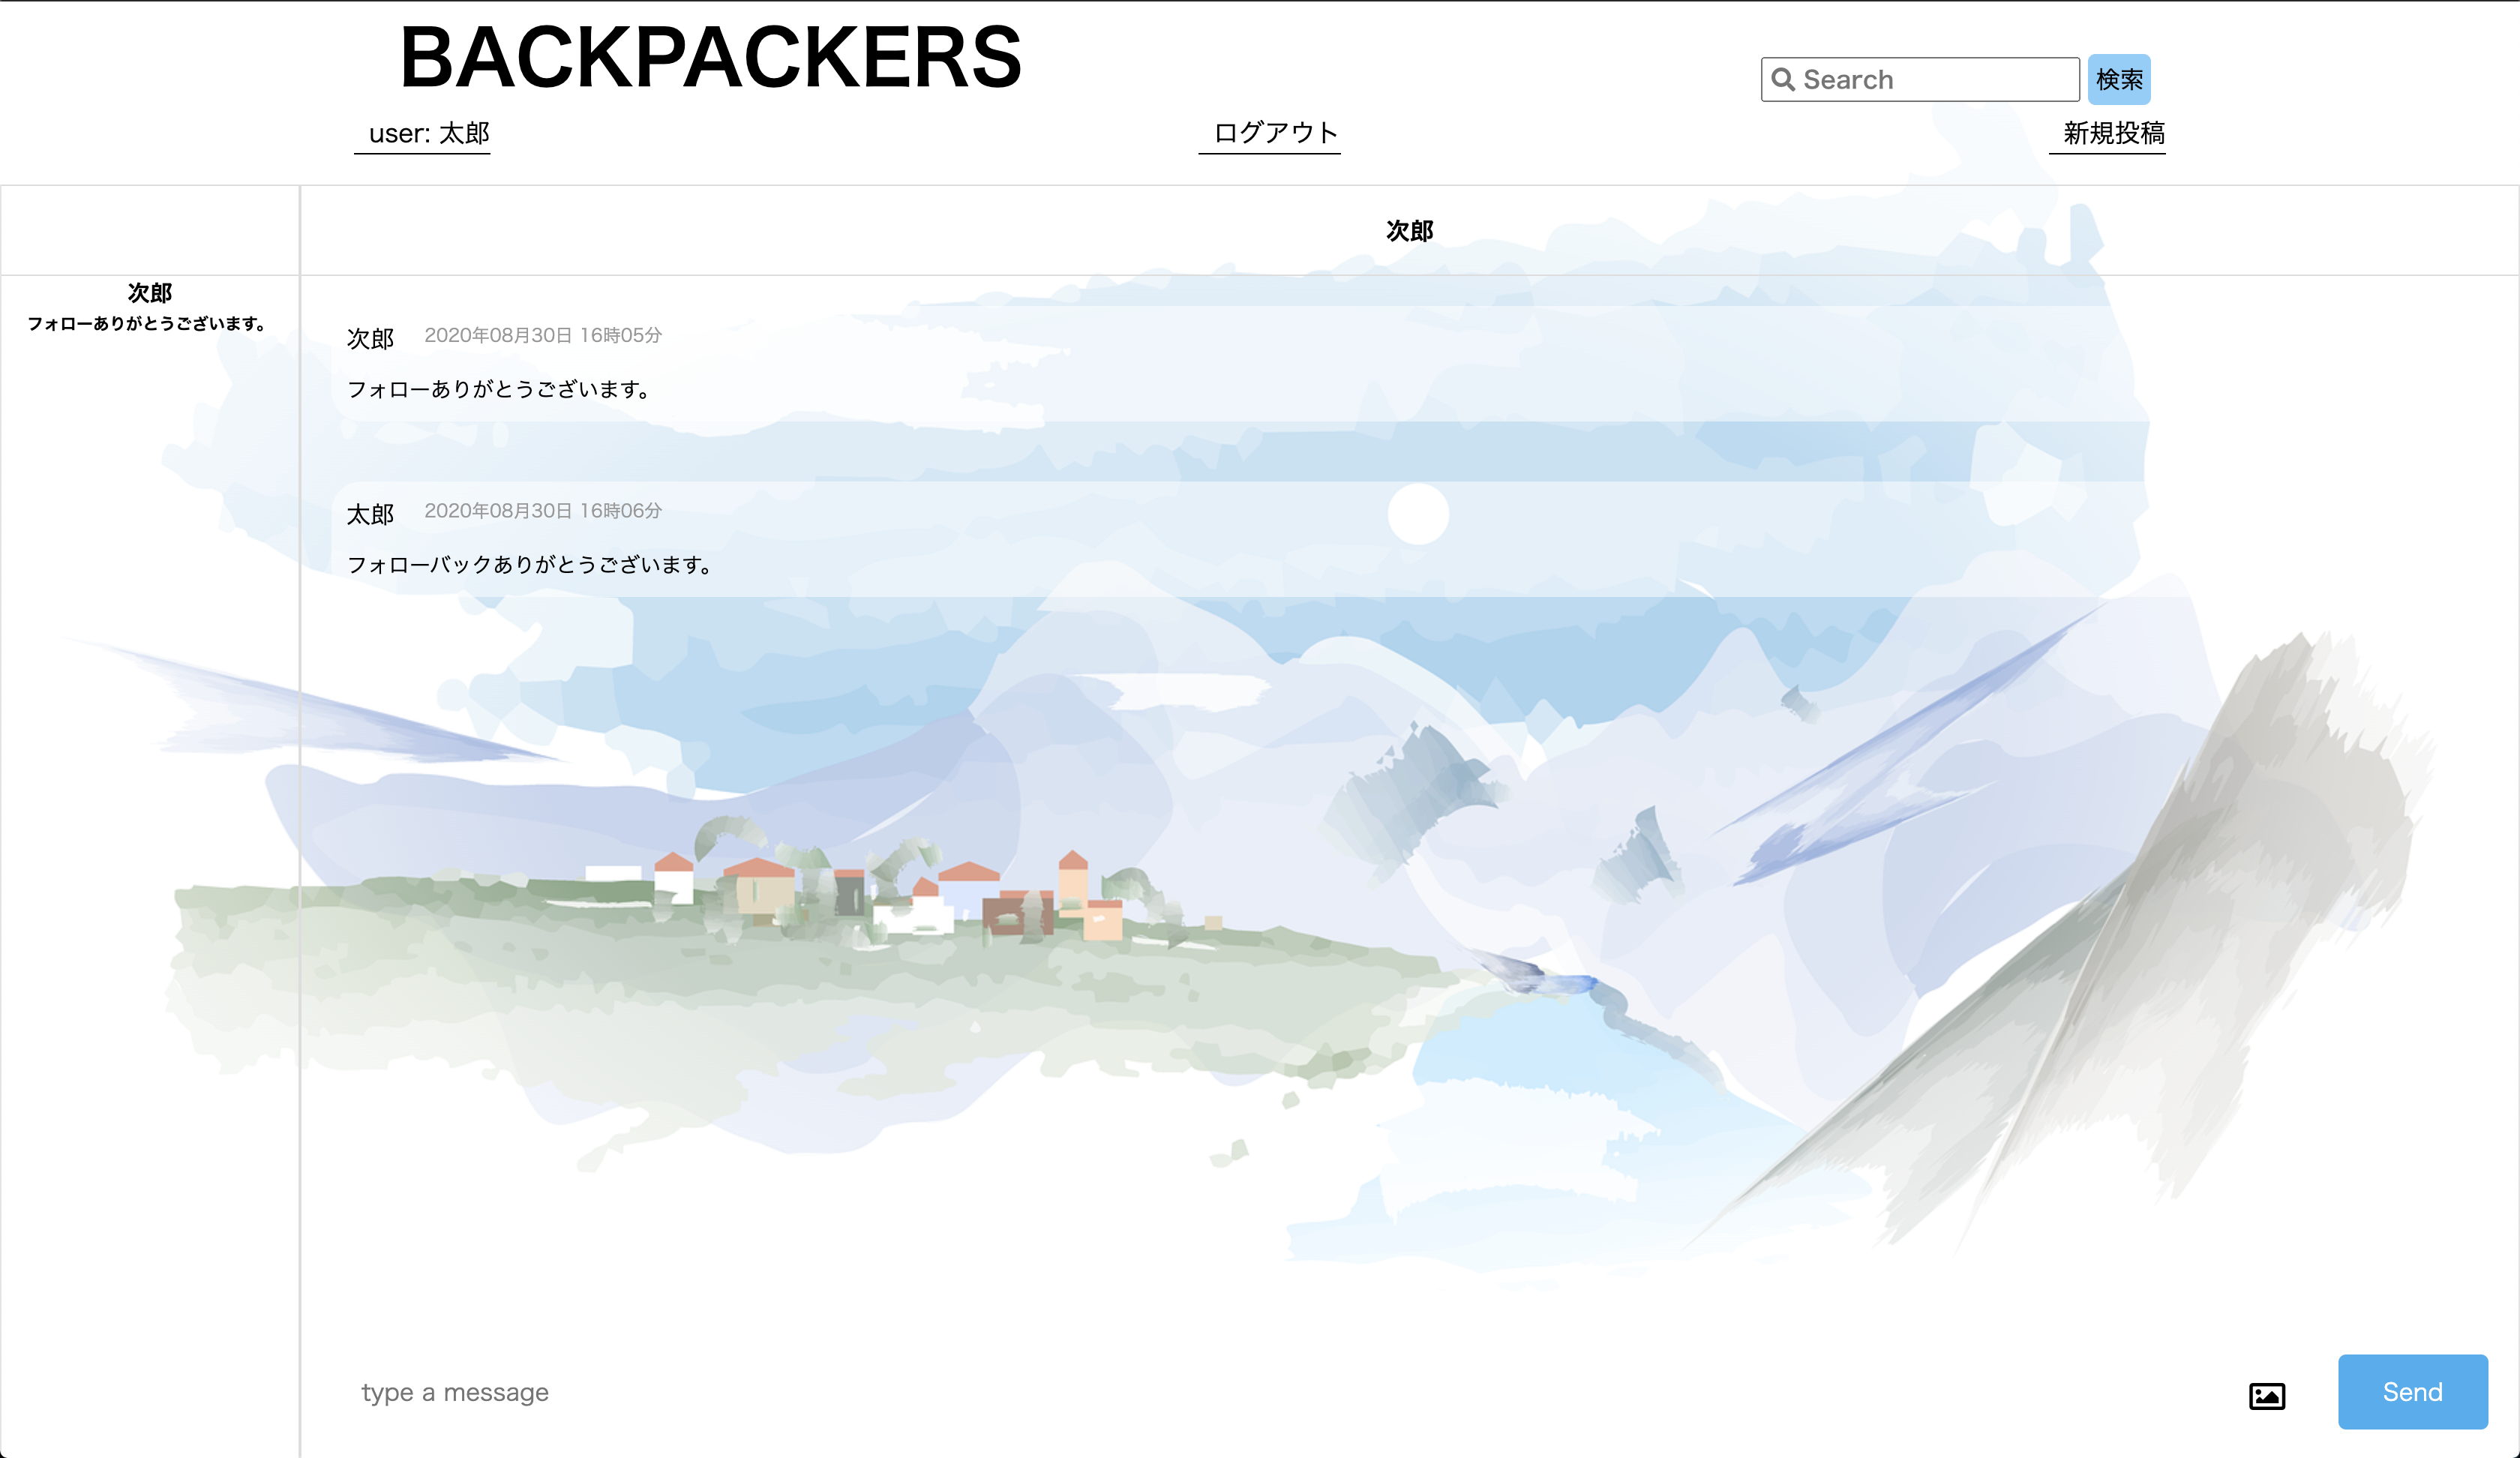 BACKPACKERS
Search 検索
user: 太郎 ログアウト 新規投稿
次郎
次郎
フォローありがとうございます。
次郎 2020年08月30日 16時05分
フォローありがとうございます。
太郎 2020年08月30日 16時06分
フォローバックありがとうございます。
type a message Send